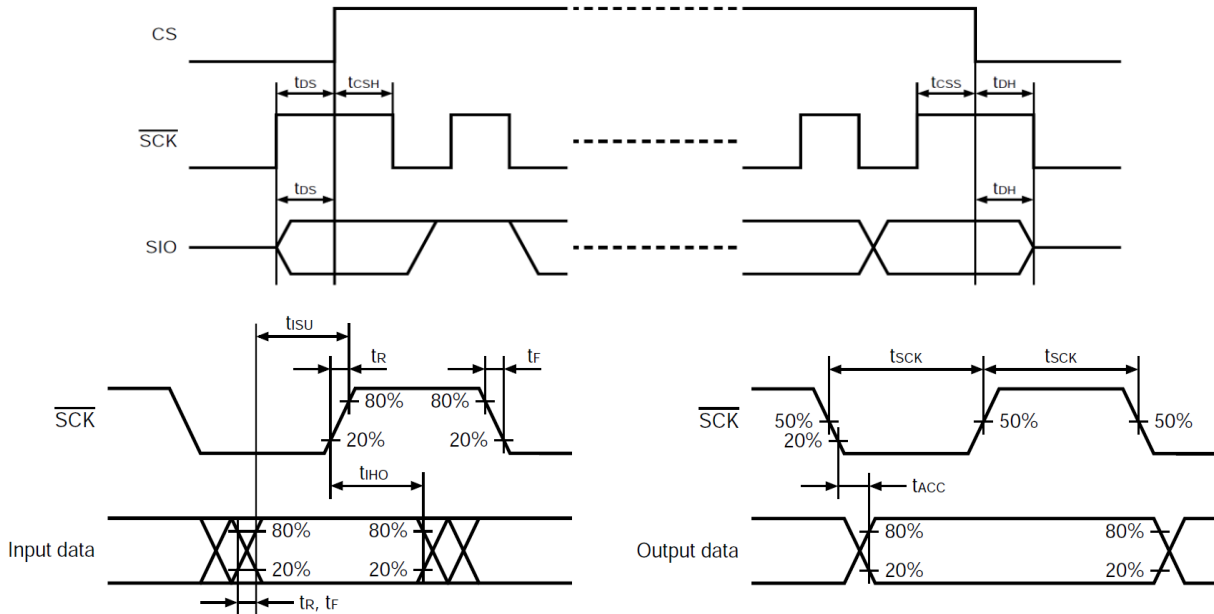 CS
tDS tCSH tCSS tDH
SCK
tDS tDH
SIO
tISU
tR tF
SCK
80% 80%
20% 20%
tIHO
Input data
80% 80%
20% 20%
tR, tF
tSCK tSCK
SCK
50% 50% 50%
20%
tACC
Output data
80% 80%
20% 20%